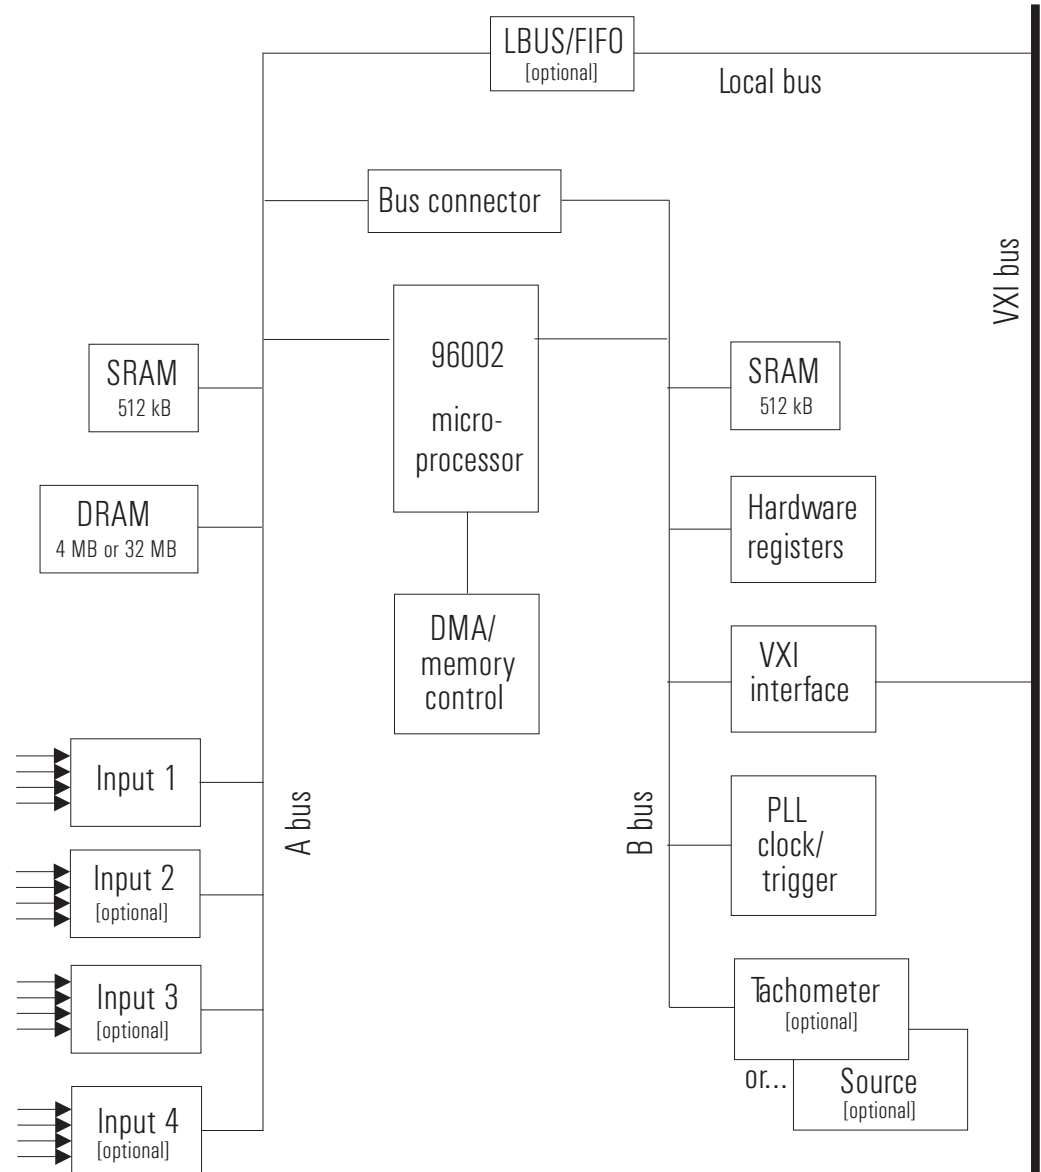 LBUS/FIFO
[optional]
Local bus
Bus connector
VXI bus
96002
micro-
processor
SRAM
512 kB
SRAM
512 kB
DRAM
4 MB or 32 MB
Hardware
registers
DMA/
memory
control
VXI
interface
Input 1
A bus
B bus
PLL
clock/
trigger
Input 2
[optional]
Input 3
[optional]
Tachometer
[optional]
or...
Source
[optional]
Input 4
[optional]